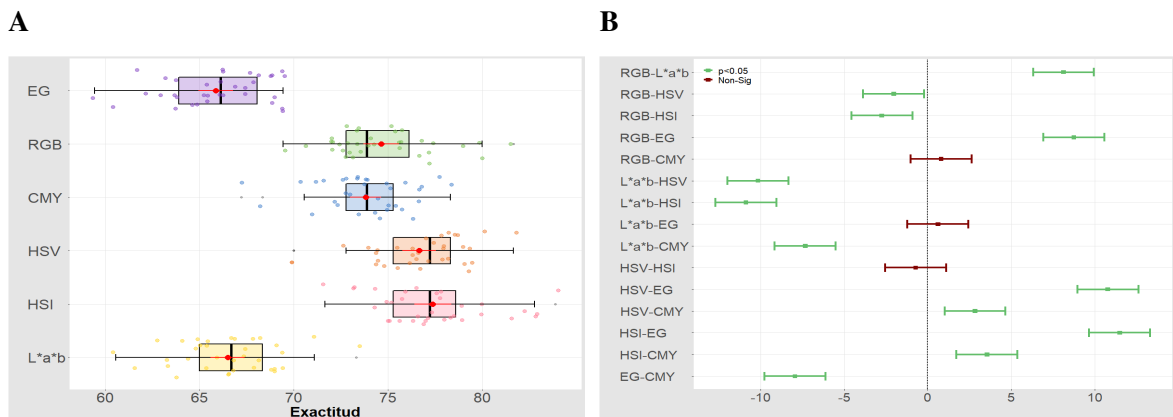 A
EG
RGB
CMY
HSV
HSI
L*a*b
60 65 70 75 80
Exactitud
B
p<0.05
Non-Sig
RGB-L*a*b
RGB-HSV
RGB-HSI
RGB-EG
RGB-CMY
L*a*b-HSV
L*a*b-HSI
L*a*b-EG
L*a*b-CMY
HSV-HSI
HSV-EG
HSV-CMY
HSI-EG
HSI-CMY
EG-CMY
-10 -5 0 5 10